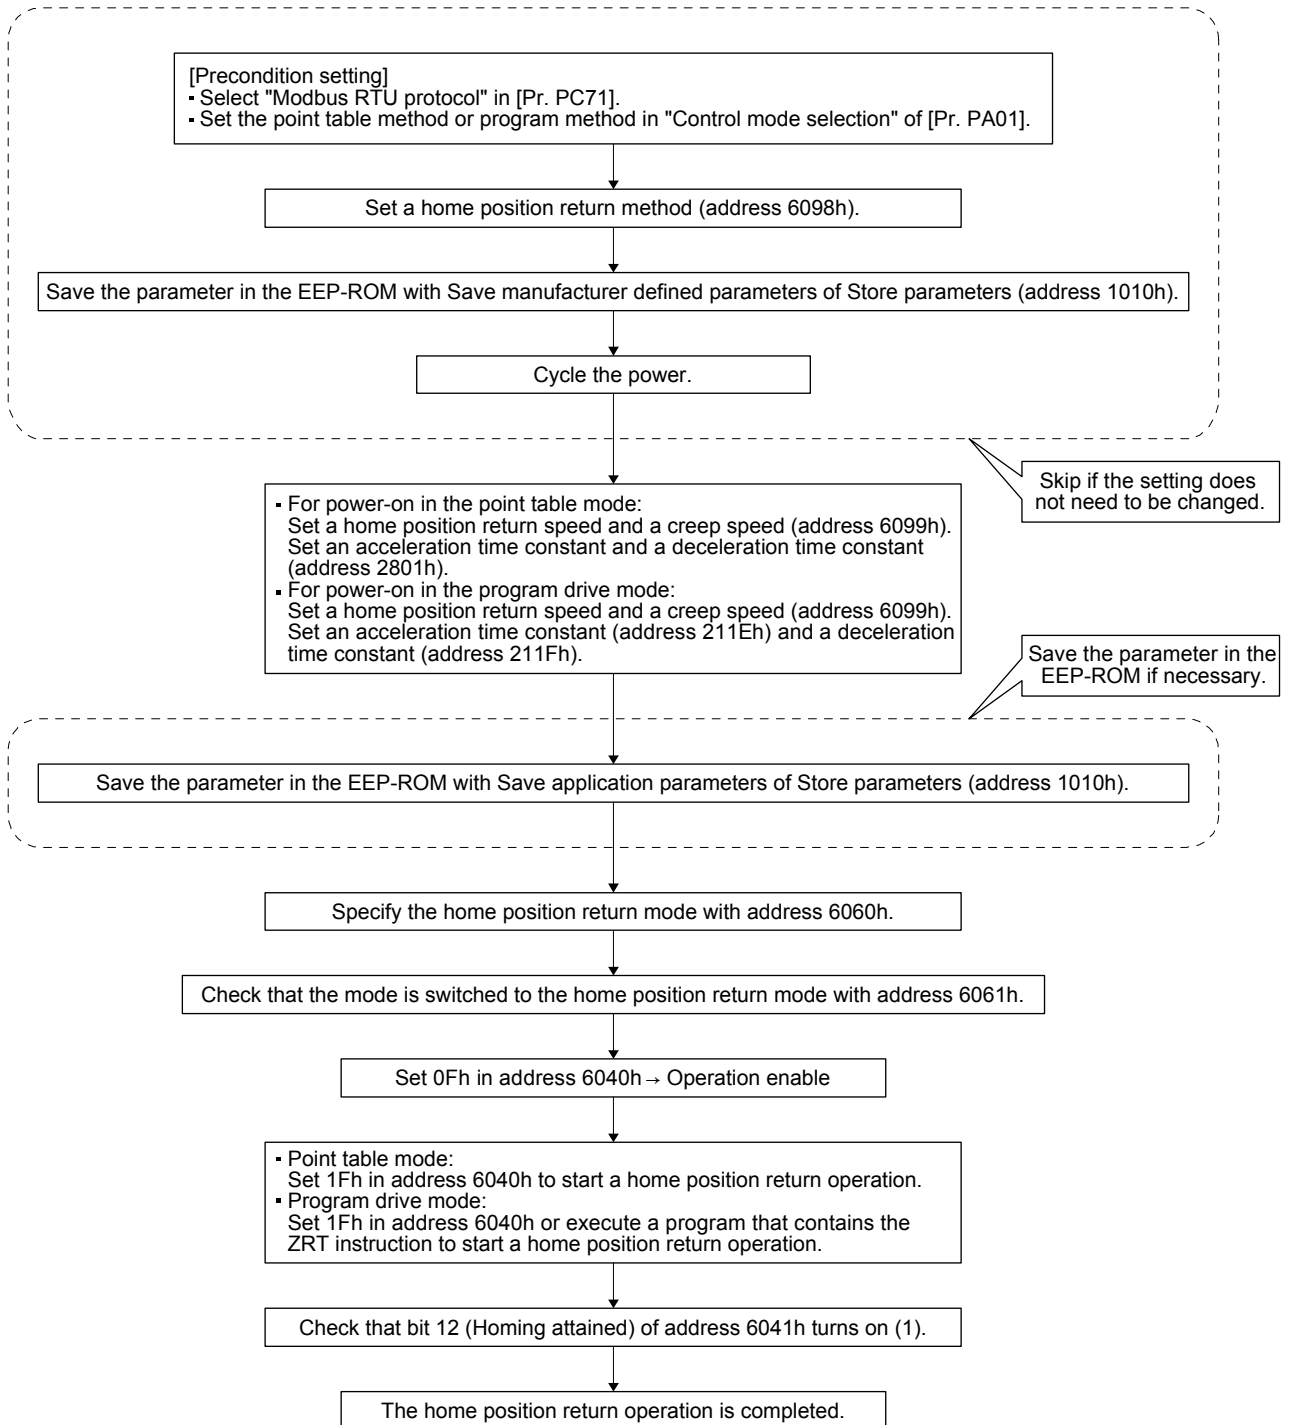 [Precondition setting]
▪ Select "Modbus RTU protocol" in [Pr. PC71].
▪ Set the point table method or program method in "Control mode selection" of [Pr. PA01].
Set a home position return method (address 6098h).
Save the parameter in the EEP-ROM with Save manufacturer defined parameters of Store parameters (address 1010h).
Cycle the power.
Skip if the setting does
not need to be changed.
▪ For power-on in the point table mode:
Set a home position return speed and a creep speed (address 6099h).
Set an acceleration time constant and a deceleration time constant
(address 2801h).
▪ For power-on in the program drive mode:
Set a home position return speed and a creep speed (address 6099h).
Set an acceleration time constant (address 211Eh) and a deceleration
time constant (address 211Fh).
Save the parameter in the
EEP-ROM if necessary.
Save the parameter in the EEP-ROM with Save application parameters of Store parameters (address 1010h).
Specify the home position return mode with address 6060h.
Check that the mode is switched to the home position return mode with address 6061h.
Set 0Fh in address 6040h → Operation enable
▪ Point table mode:
Set 1Fh in address 6040h to start a home position return operation.
▪ Program drive mode:
Set 1Fh in address 6040h or execute a program that contains the
ZRT instruction to start a home position return operation.
Check that bit 12 (Homing attained) of address 6041h turns on (1).
The home position return operation is completed.